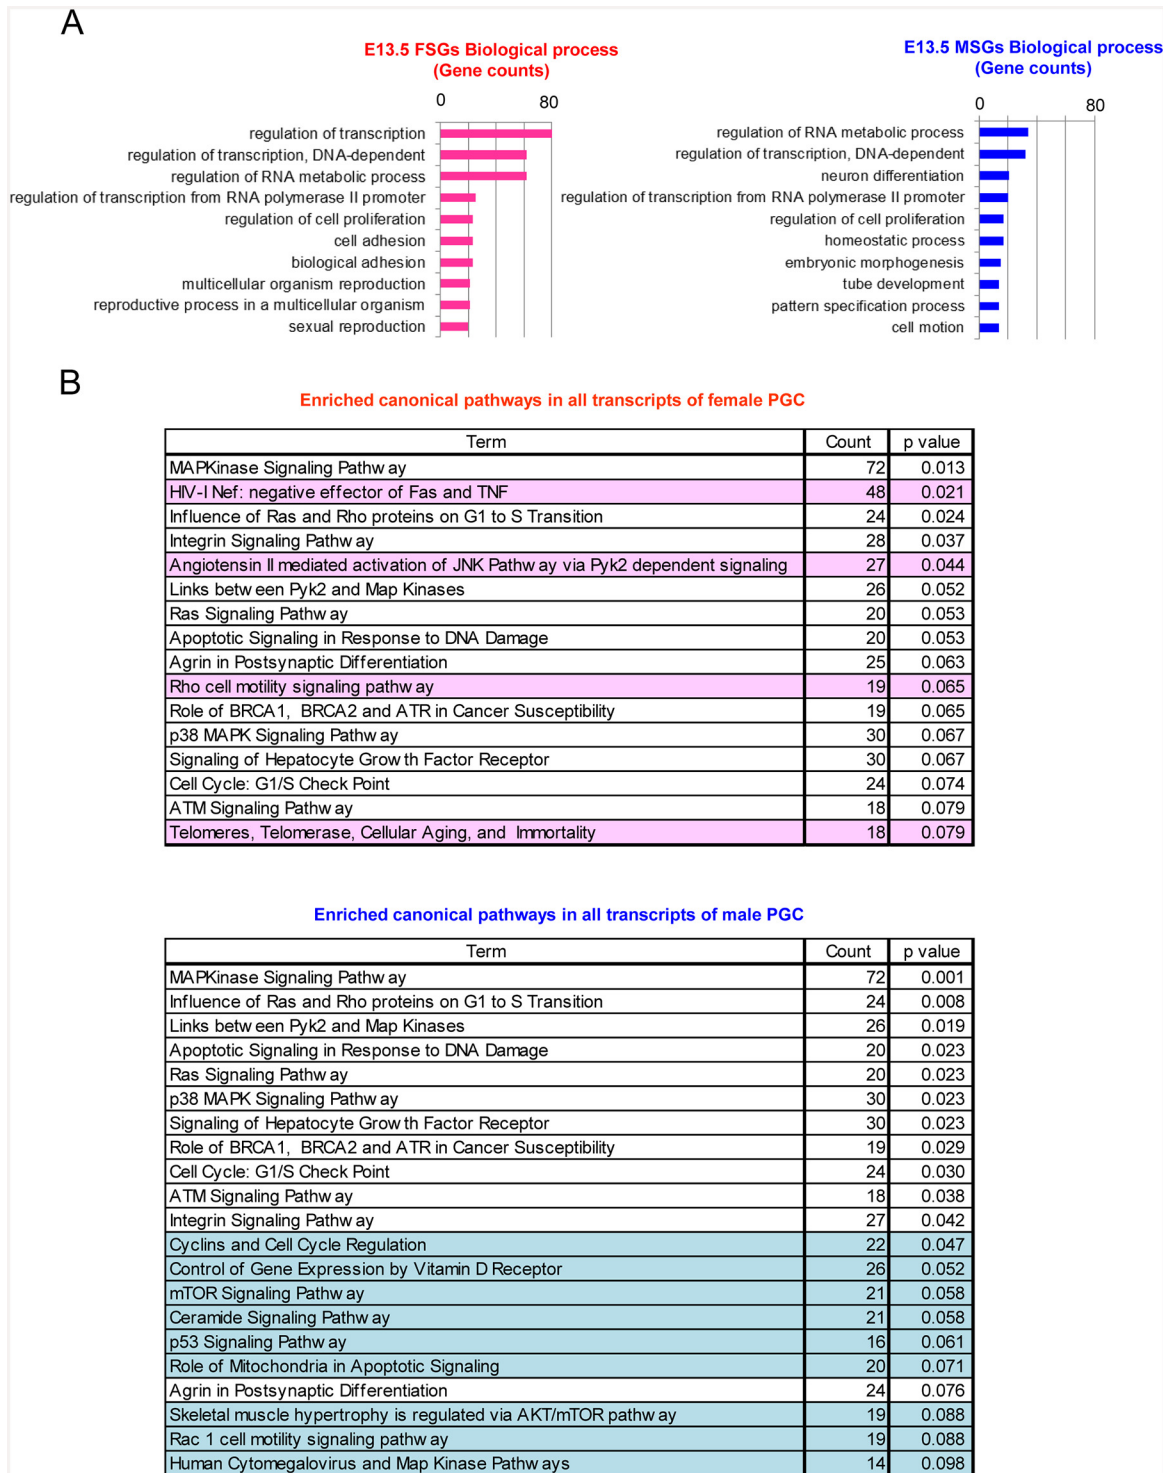 A
E13.5 FSGs Biological process
(Gene counts)
0 80
regulation of transcription
regulation of transcription, DNA-dependent
regulation of RNA metabolic process
regulation of transcription from RNA polymerase II promoter
regulation of cell proliferation
cell adhesion
biological adhesion
multicellular organism reproduction
reproductive process in a multicellular organism
sexual reproduction
E13.5 MSGs Biological process
(Gene counts)
0 80
regulation of RNA metabolic process
regulation of transcription, DNA-dependent
neuron differentiation
regulation of transcription from RNA polymerase II promoter
regulation of cell proliferation
homeostatic process
embryonic morphogenesis
tube development
pattern specification process
cell motion
B
Enriched canonical pathways in all transcripts of female PGC
Term Count p value
MAPKinase Signaling Pathway 72 0.013
HIV-I Nef: negative effector of Fas and TNF 48 0.021
Influence of Ras and Rho proteins on G1 to S Transition 24 0.024
Integrin Signaling Pathway 28 0.037
Angiotensin II mediated activation of JNK Pathway via Pyk2 dependent signaling 27 0.044
Links between Pyk2 and Map Kinases 26 0.052
Ras Signaling Pathway 20 0.053
Apoptotic Signaling in Response to DNA Damage 20 0.053
Agrin in Postsynaptic Differentiation 25 0.063
Rho cell motility signaling pathway 19 0.065
Role of BRCA1, BRCA2 and ATR in Cancer Susceptibility 19 0.065
p38 MAPK Signaling Pathway 30 0.067
Signaling of Hepatocyte Growth Factor Receptor 30 0.067
Cell Cycle: G1/S Check Point 24 0.074
ATM Signaling Pathway 18 0.079
Telomeres, Telomerase, Cellular Aging, and Immortality 18 0.079
Enriched canonical pathways in all transcripts of male PGC
Term Count p value
MAPKinase Signaling Pathway 72 0.001
Influence of Ras and Rho proteins on G1 to S Transition 24 0.008
Links between Pyk2 and Map Kinases 26 0.019
Apoptotic Signaling in Response to DNA Damage 20 0.023
Ras Signaling Pathway 20 0.023
p38 MAPK Signaling Pathway 30 0.023
Signaling of Hepatocyte Growth Factor Receptor 30 0.023
Role of BRCA1, BRCA2 and ATR in Cancer Susceptibility 19 0.029
Cell Cycle: G1/S Check Point 24 0.030
ATM Signaling Pathway 18 0.038
Integrin Signaling Pathway 27 0.042
Cyclins and Cell Cycle Regulation 22 0.047
Control of Gene Expression by Vitamin D Receptor 26 0.052
mTOR Signaling Pathway 21 0.058
Ceramide Signaling Pathway 21 0.058
p53 Signaling Pathway 16 0.061
Role of Mitochondria in Apoptotic Signaling 20 0.071
Agrin in Postsynaptic Differentiation 24 0.076
Skeletal muscle hypertrophy is regulated via AKT/mTOR pathway 19 0.088
Rac 1 cell motility signaling pathway 19 0.088
Human Cytomegalovirus and Map Kinase Pathways 14 0.098